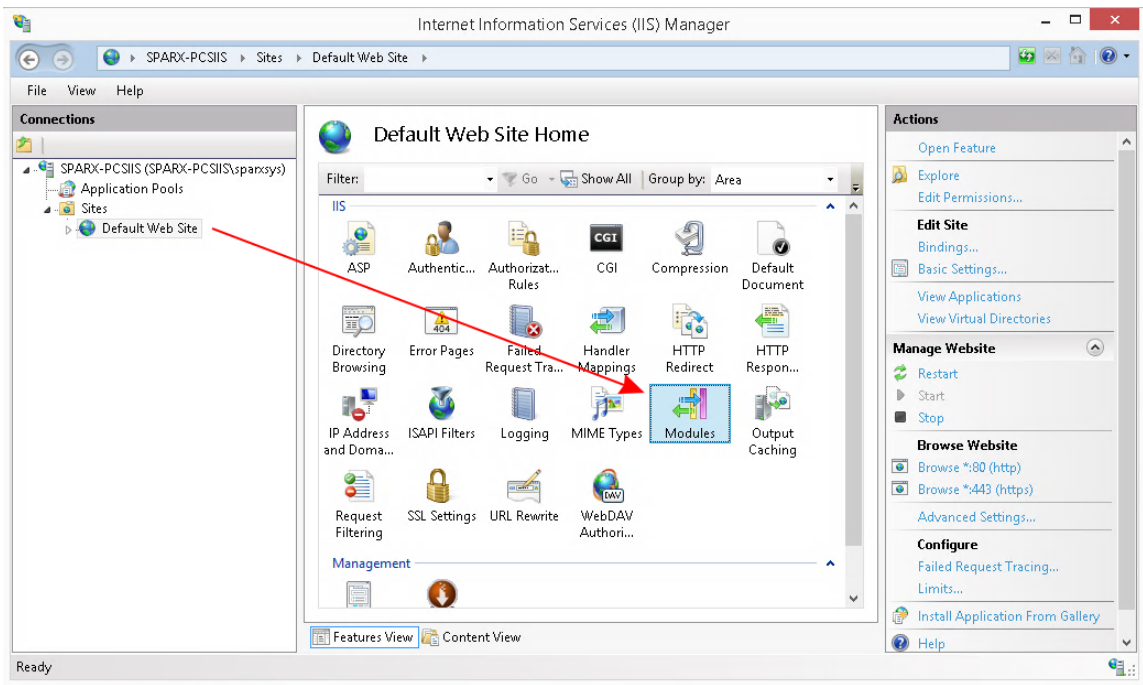 Internet Information Services (IIS) Manager
SPARX-PCSIIS Sites Default Web Site
File View Help
Connections
SPARX-PCSIIS (SPARX-PCSIIS\sparxsys)
Application Pools
Sites
Default Web Site
Default Web Site Home
Filter: Go Show All Group by: Area
IIS
ASP
Authentic...
Authorizat...
Rules
CGI
Compression
Default
Document
Directory
Browsing
Error Pages
404
Failed
Request Tra...
Handler
Mappings
HTTP
Redirect
HTTP
Respon...
IP Address
and Doma...
ISAPI Filters
Logging
MIME Types
Modules
Output
Caching
Request
Filtering
SSL Settings
URL Rewrite
DAV
WebDAV
Authori...
Management
Features View Content View
Actions
Open Feature
Explore
Edit Permissions...
Edit Site
Bindings...
Basic Settings...
View Applications
View Virtual Directories
Manage Website
Restart
Start
Stop
Browse Website
Browse *:80 (http)
Browse *:443 (https)
Advanced Settings...
Configure
Failed Request Tracing...
Limits...
Install Application From Gallery
Help
Ready